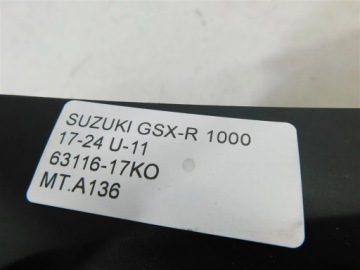 SUZUKI GSX-R 1000
17-24 U-11
63116-17KO
MT.A136